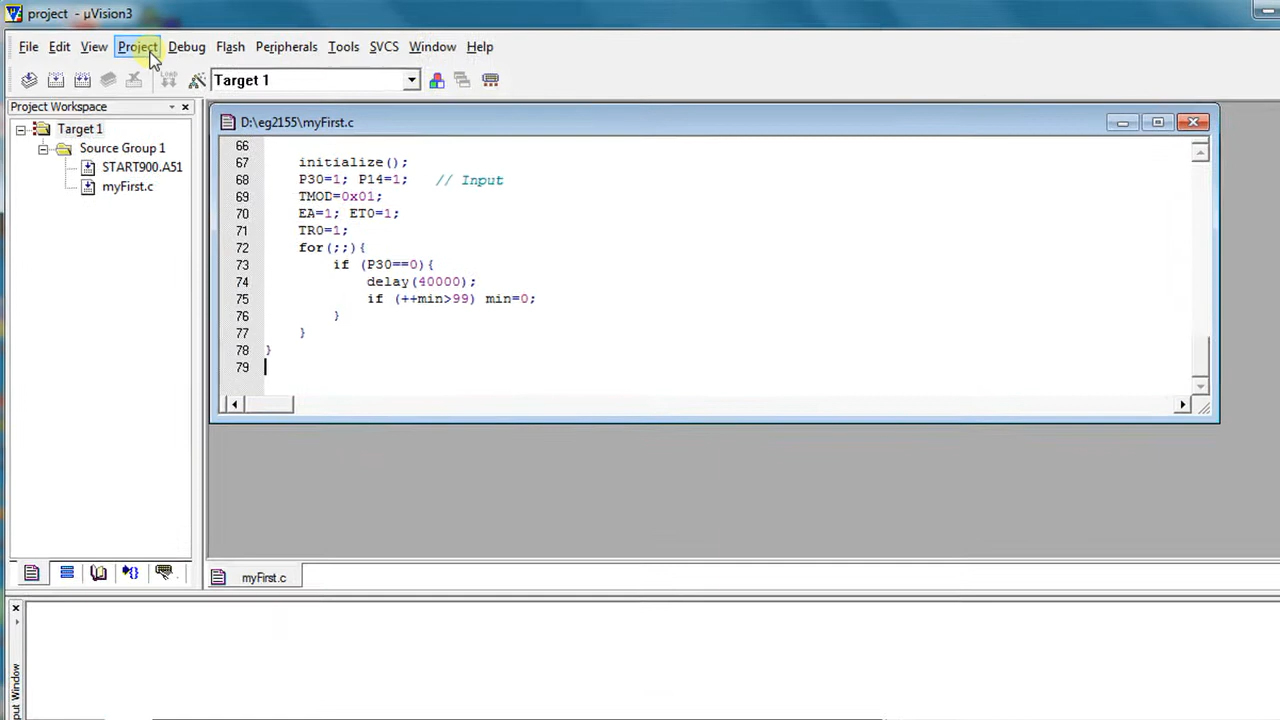 project - µVision3
File Edit View Project Debug Flash Peripherals Tools SVCS Window Help
LOAD
Target 1
Project Workspace
Target 1
Source Group 1
START900.A51
myFirst.c
D:\eg2155\myFirst.c
66
67 initialize();
68 P30=1; P14=1; // Input
69 TMOD=0x01;
70 EA=1; ET0=1;
71 TR0=1;
72 for(;;){
73 if (P30==0){
74 delay(40000);
75 if (++min>99) min=0;
76 }
77 }
78 }
79
myFirst.c
put Window